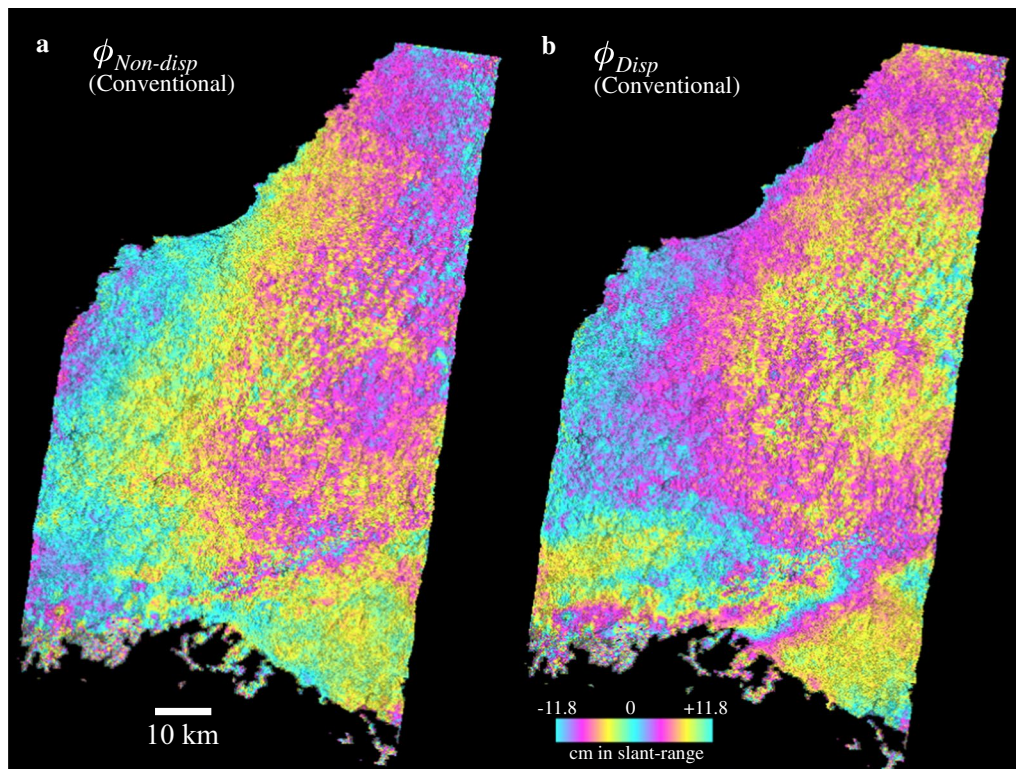 a
ϕNon-disp
(Conventional)
b
ϕDisp
(Conventional)
10 km
-11.8 0 +11.8
cm in slant-range